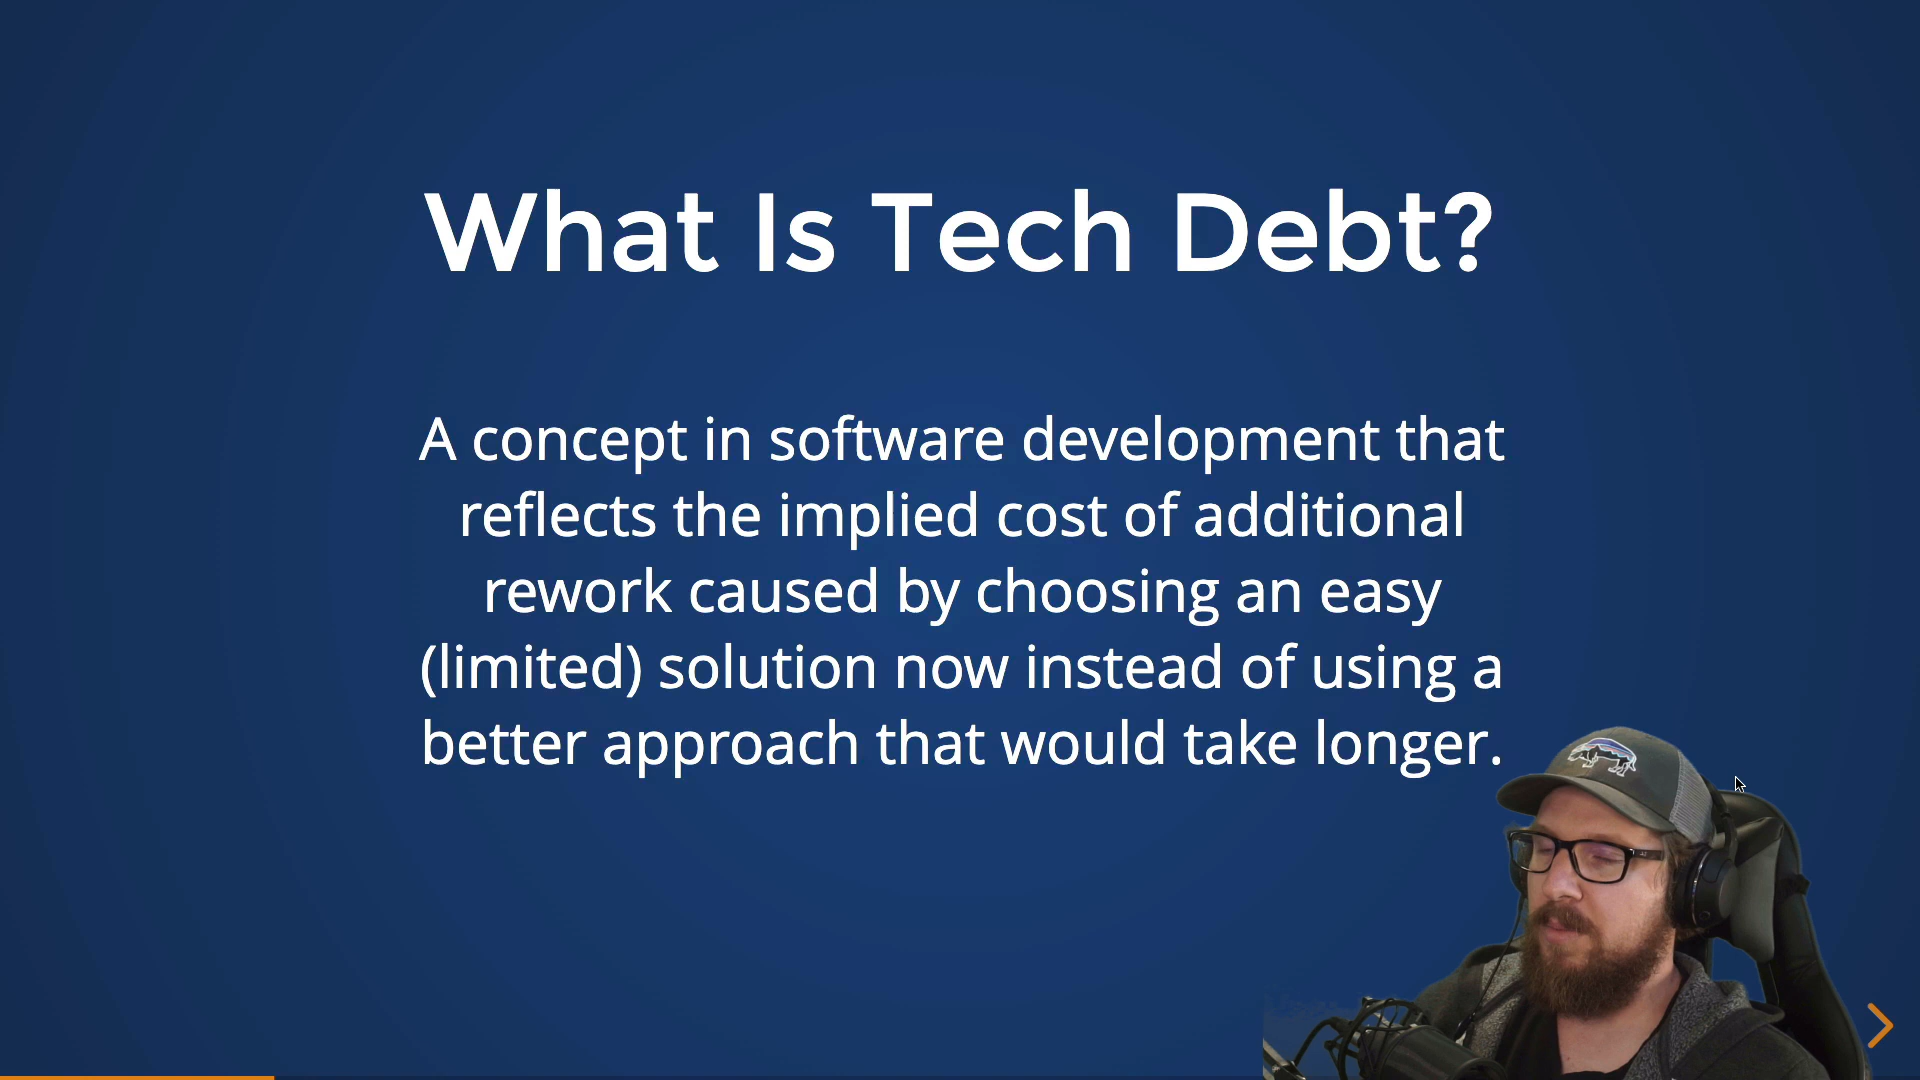 What Is Tech Debt?
A concept in software development that
reflects the implied cost of additional
rework caused by choosing an easy
(limited) solution now instead of using a
better approach that would take longer.